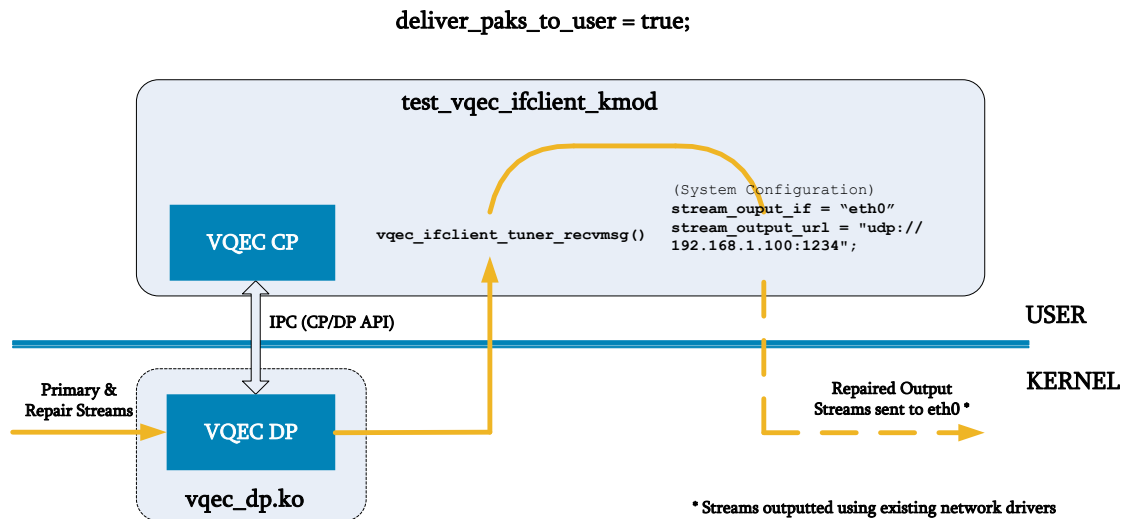 deliver_paks_to_user = true;
test_vqec_ifclient_kmod
(System Configuration)
stream_ouput_if = “eth0”
stream_output_url = "udp://
192.168.1.100:1234";
vqec_ifclient_tuner_recvmsg()
VQEC CP
IPC (CP/DP API)
USER
KERNEL
Primary &
Repair Streams
VQEC DP
Repaired Output
Streams sent to eth0 *
vqec_dp.ko
* Streams outputted using existing network drivers